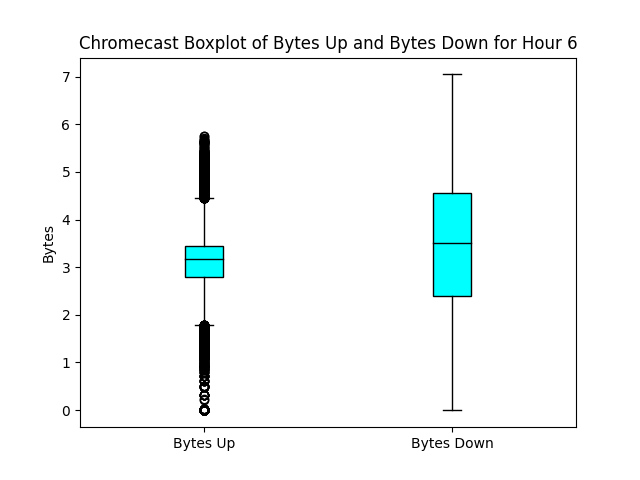 Chromecast Boxplot of Bytes Up and Bytes Down for Hour 6
7
6
5
4
3
2
1
0
Bytes
Bytes Up
Bytes Down